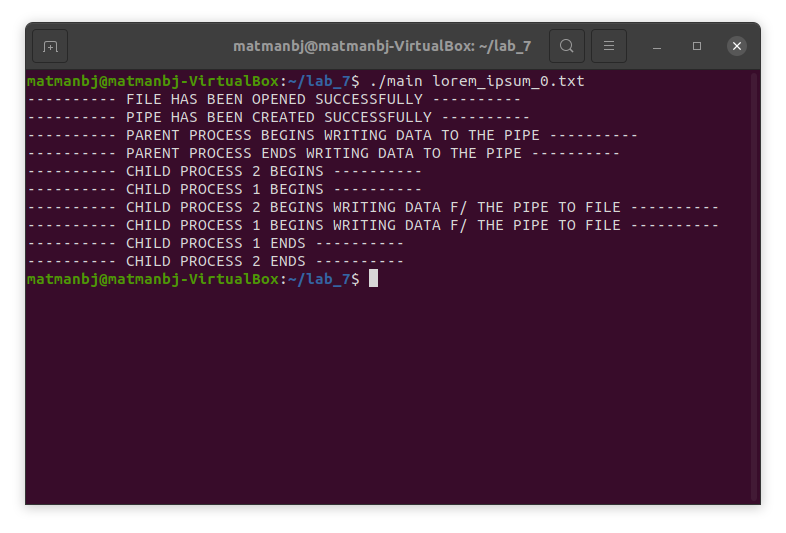 matmanbj@matmanbj-VirtualBox: ~/lab_7
matmanbj@matmanbj-VirtualBox:~/lab_7$ ./main lorem_ipsum_0.txt
---------- FILE HAS BEEN OPENED SUCCESSFULLY ----------
---------- PIPE HAS BEEN CREATED SUCCESSFULLY ----------
---------- PARENT PROCESS BEGINS WRITING DATA TO THE PIPE ----------
---------- PARENT PROCESS ENDS WRITING DATA TO THE PIPE ----------
---------- CHILD PROCESS 2 BEGINS ----------
---------- CHILD PROCESS 1 BEGINS ----------
---------- CHILD PROCESS 2 BEGINS WRITING DATA F/ THE PIPE TO FILE ----------
---------- CHILD PROCESS 1 BEGINS WRITING DATA F/ THE PIPE TO FILE ----------
---------- CHILD PROCESS 1 ENDS ----------
---------- CHILD PROCESS 2 ENDS ----------
matmanbj@matmanbj-VirtualBox:~/lab_7$